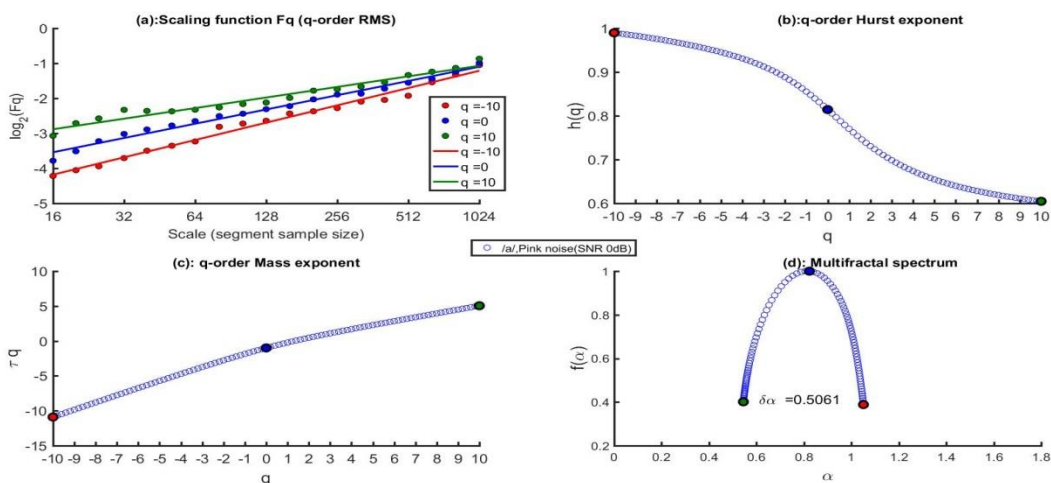 (a):Scaling function Fq (q-order RMS)
0
-1
-2
-3
-4
-5
log2(Fq)
16 32 64 128 256 512 1024
Scale (segment sample size)
q =-10
q =0
q =10
q =-10
q =0
q =10
(b):q-order Hurst exponent
1
0.9
0.8
0.7
0.6
h(q)
-10 -9 -8 -7 -6 -5 -4 -3 -2 -1 0 1 2 3 4 5 6 7 8 9 10
q
/a/,Pink noise(SNR 0dB)
(c): q-order Mass exponent
10
5
0
-5
-10
-15
τ q
-10 -9 -8 -7 -6 -5 -4 -3 -2 -1 0 1 2 3 4 5 6 7 8 9 10
q
(d): Multifractal spectrum
1
0.8
0.6
0.4
0.2
f(α)
δα =0.5061
0 0.2 0.4 0.6 0.8 1 1.2 1.4 1.6 1.8
α